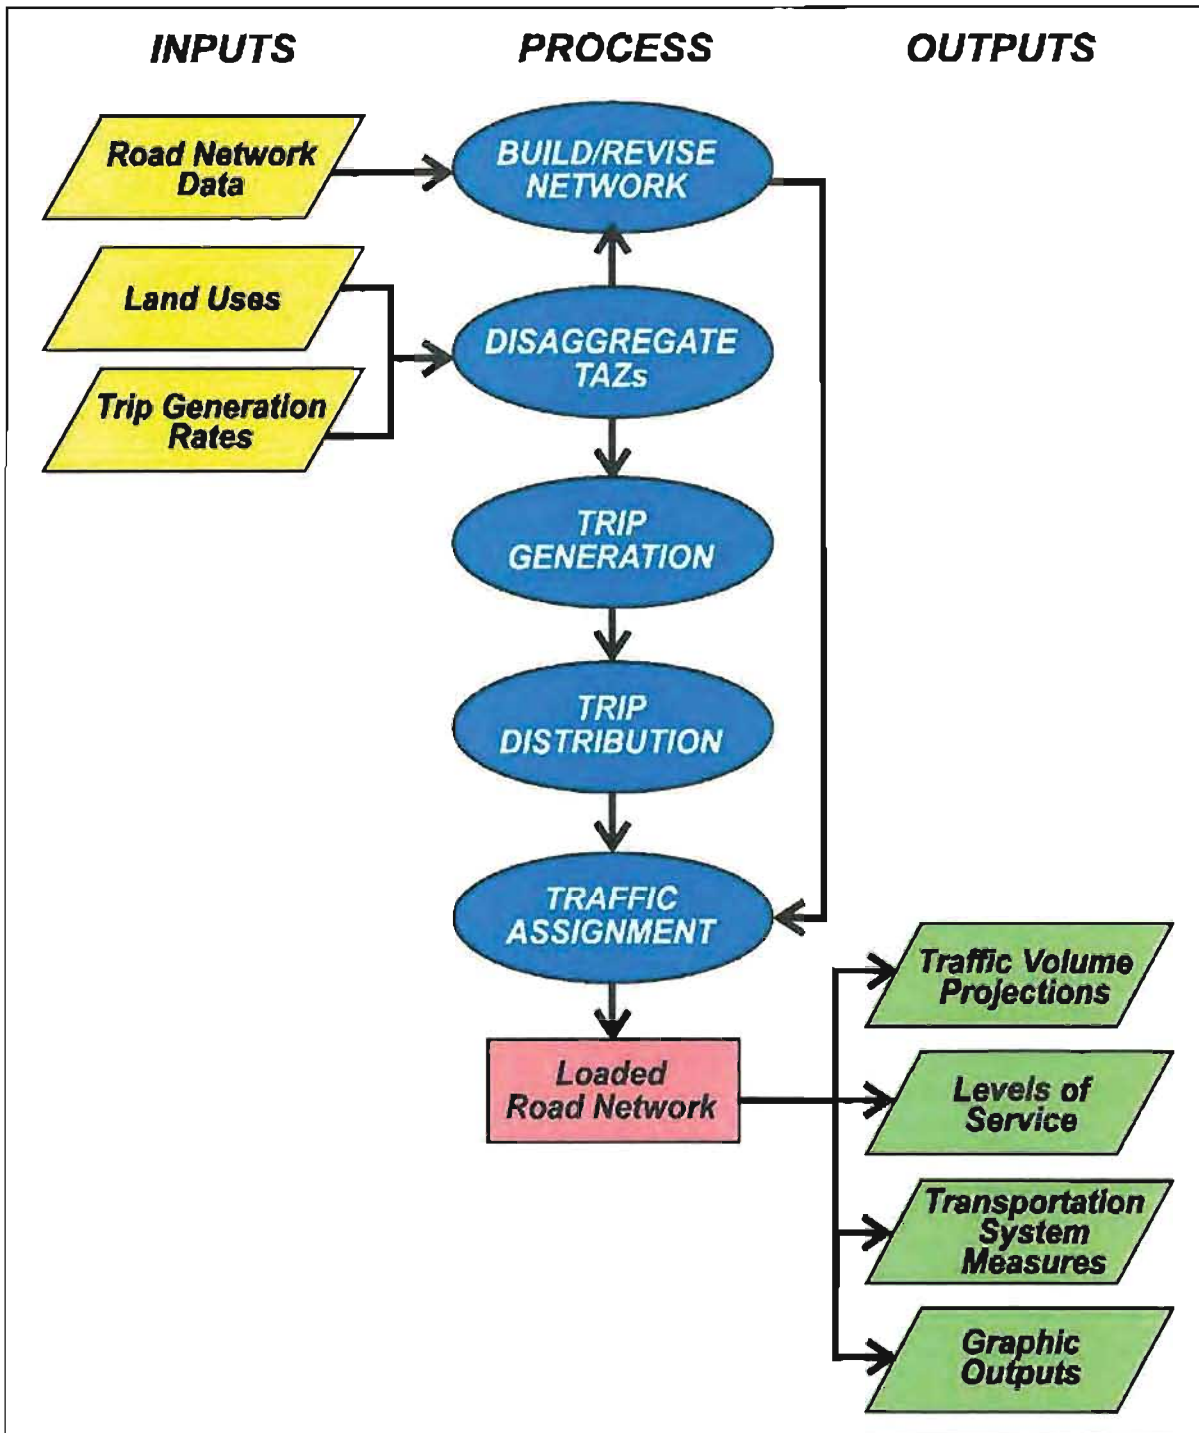 INPUTS
PROCESS
OUTPUTS
Road Network
Data
BUILD/REVISE
NETWORK
Land Uses
DISAGGREGATE
TAZs
Trip Generation
Rates
TRIP
GENERATION
TRIP
DISTRIBUTION
TRAFFIC
ASSIGNMENT
Loaded
Road Network
Traffic Volume
Projections
Levels of
Service
Transportation
System
Measures
Graphic
Outputs